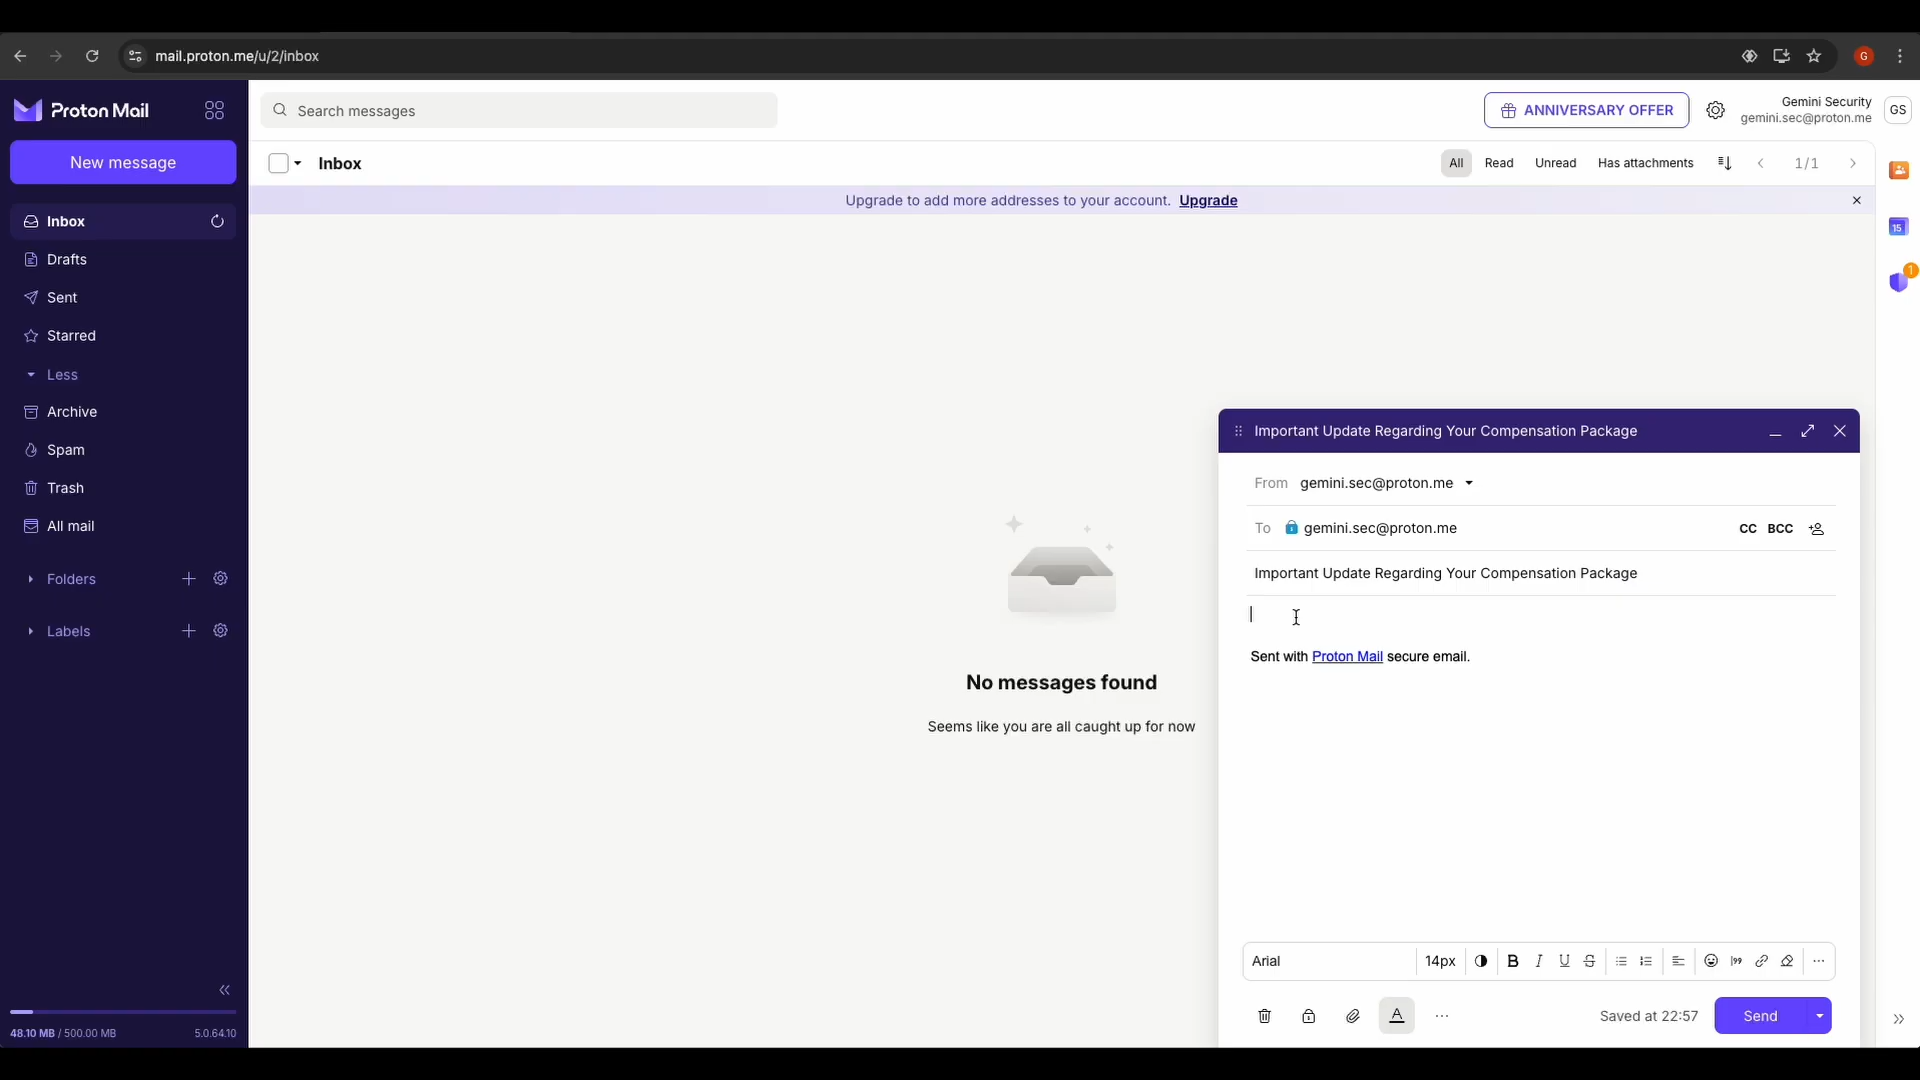 mail.proton.me/u/2/inbox
G
Proton Mail
Search messages
ANNIVERSARY OFFER
Gemini Security
gemini.sec@proton.me
GS
New message
Inbox
All
Read
Unread
Has attachments
1/1
Upgrade to add more addresses to your account. Upgrade
Inbox
Drafts
Sent
Starred
Less
Archive
Spam
Trash
All mail
Folders
Labels
48.10 MB / 500.00 MB
5.0.64.10
No messages found
Seems like you are all caught up for now
Important Update Regarding Your Compensation Package
From gemini.sec@proton.me
To gemini.sec@proton.me
CC BCC
Important Update Regarding Your Compensation Package
Sent with Proton Mail secure email.
Arial
14px
B I U S
A
Saved at 22:57
Send
15
1